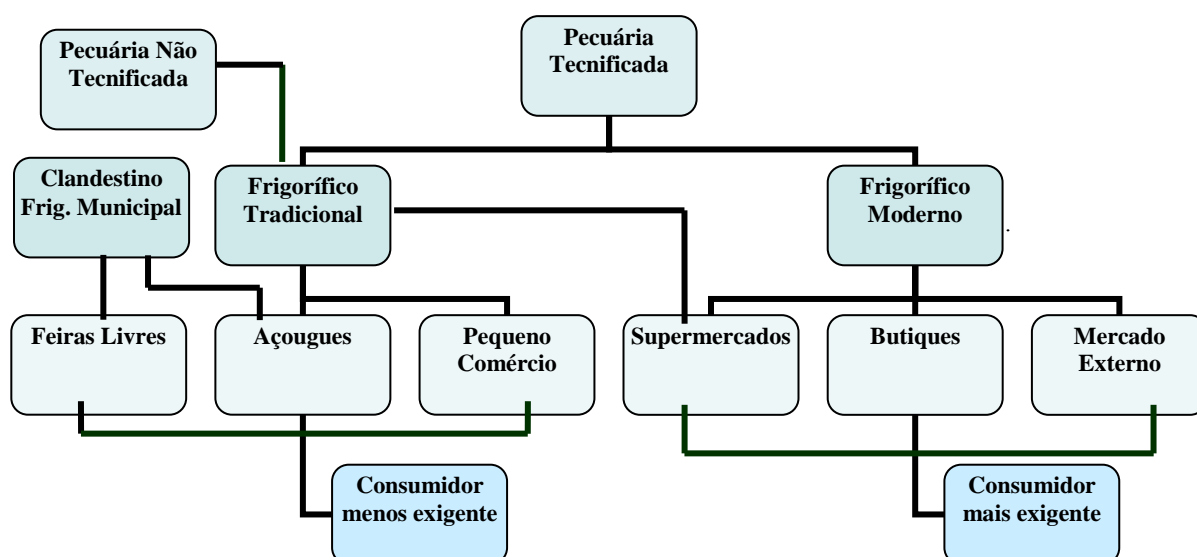 Pecuária Não
Tecnificada
Pecuária
Tecnificada
Clandestino
Frig. Municipal
Frigorífico
Tradicional
Frigorífico
Moderno
.
Feiras Livres
Açougues
Pequeno
Comércio
Supermercados
Butiques
Mercado
Externo
Consumidor
menos exigente
Consumidor
mais exigente